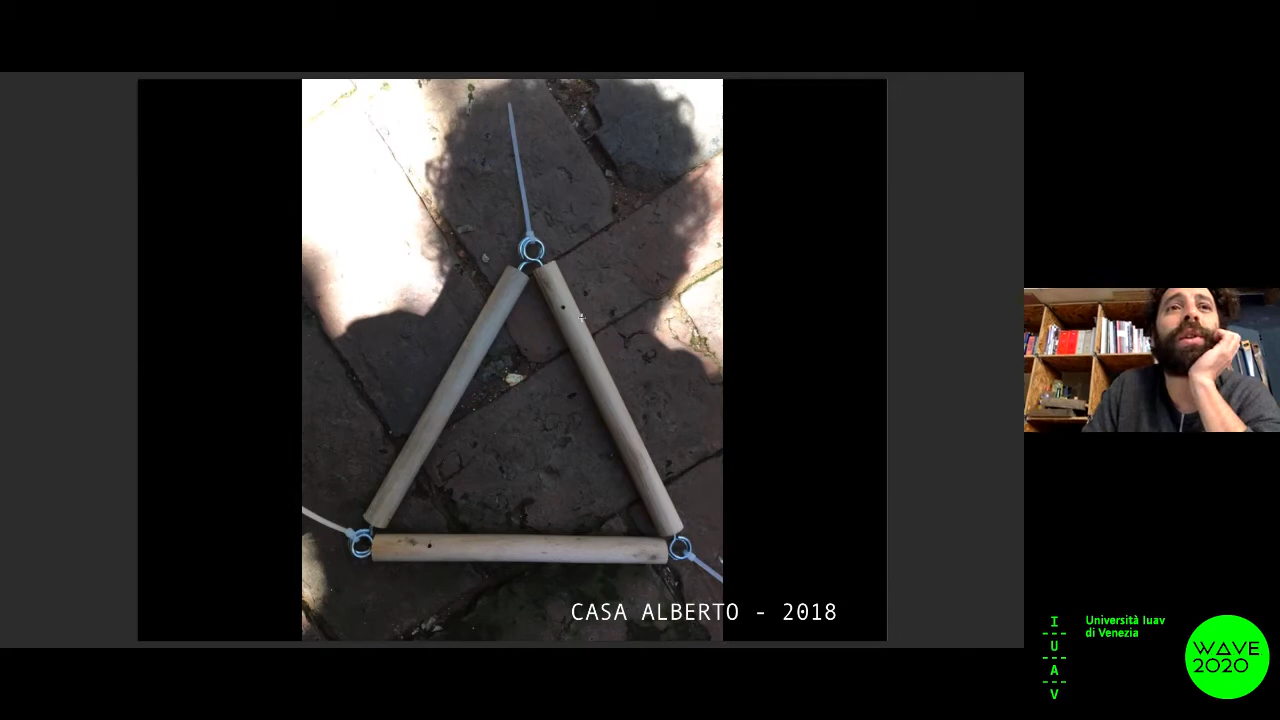 CASA ALBERTO - 2018
I
U
A
V
Università Iuav
di Venezia
WAVE
2020